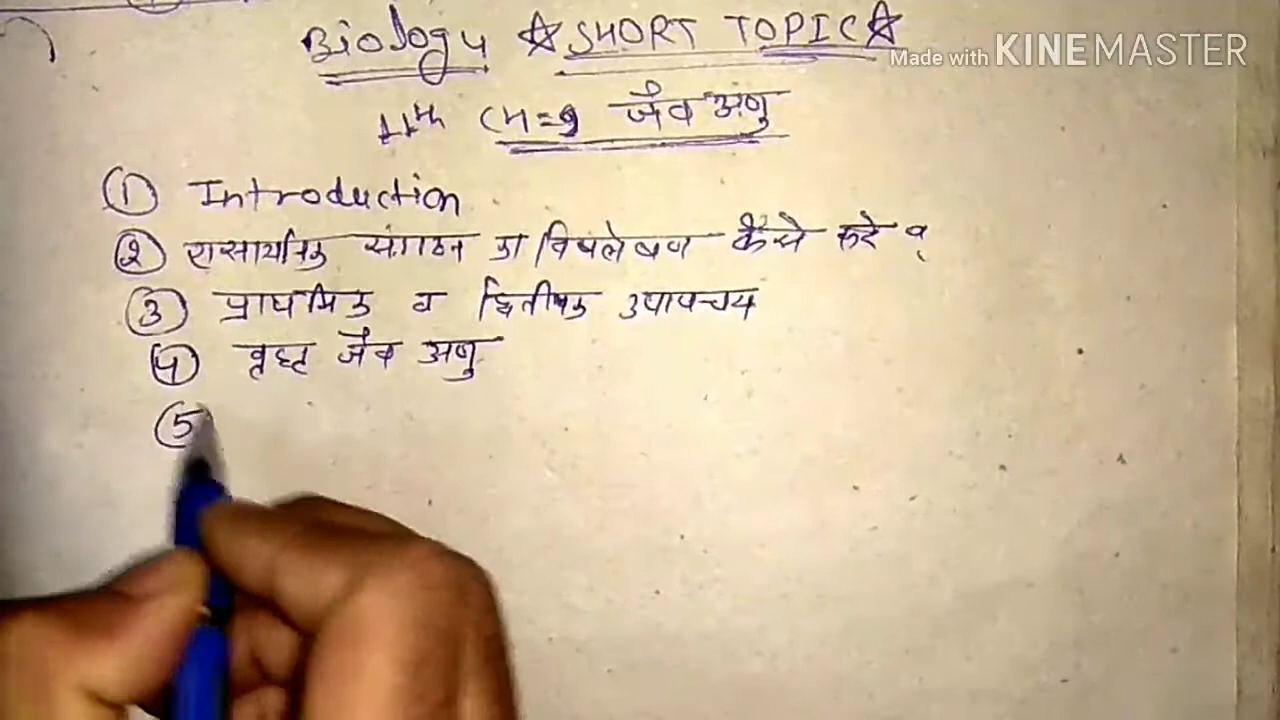 Biology ☆SHORT TOPIC☆
Made with KINEMASTER
11th CH=9 जैव अणु
① Introduction
② रासायनिक संगठन का विश्लेषण कैसे करे ?
③ प्राथमिक व द्वितीयक उपापचय
④ वृहत जैव अणु
⑤